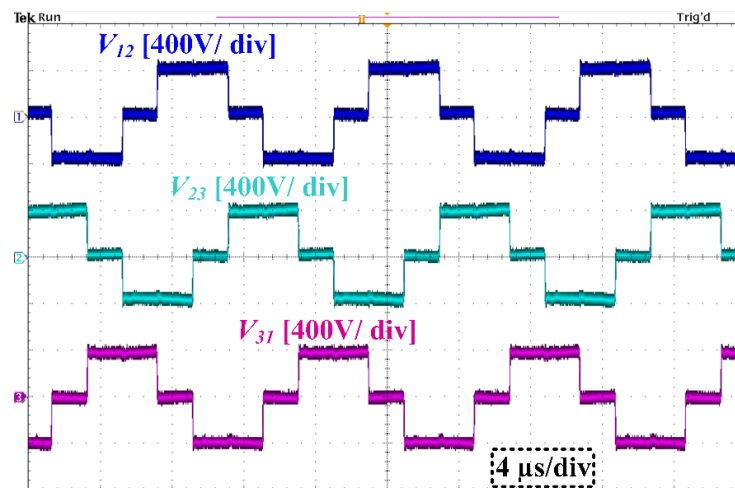 Tek Run Trig'd
T
V12 [400V/ div]
1
V23 [400V/ div]
2
V31 [400V/ div]
3
4 µs/div